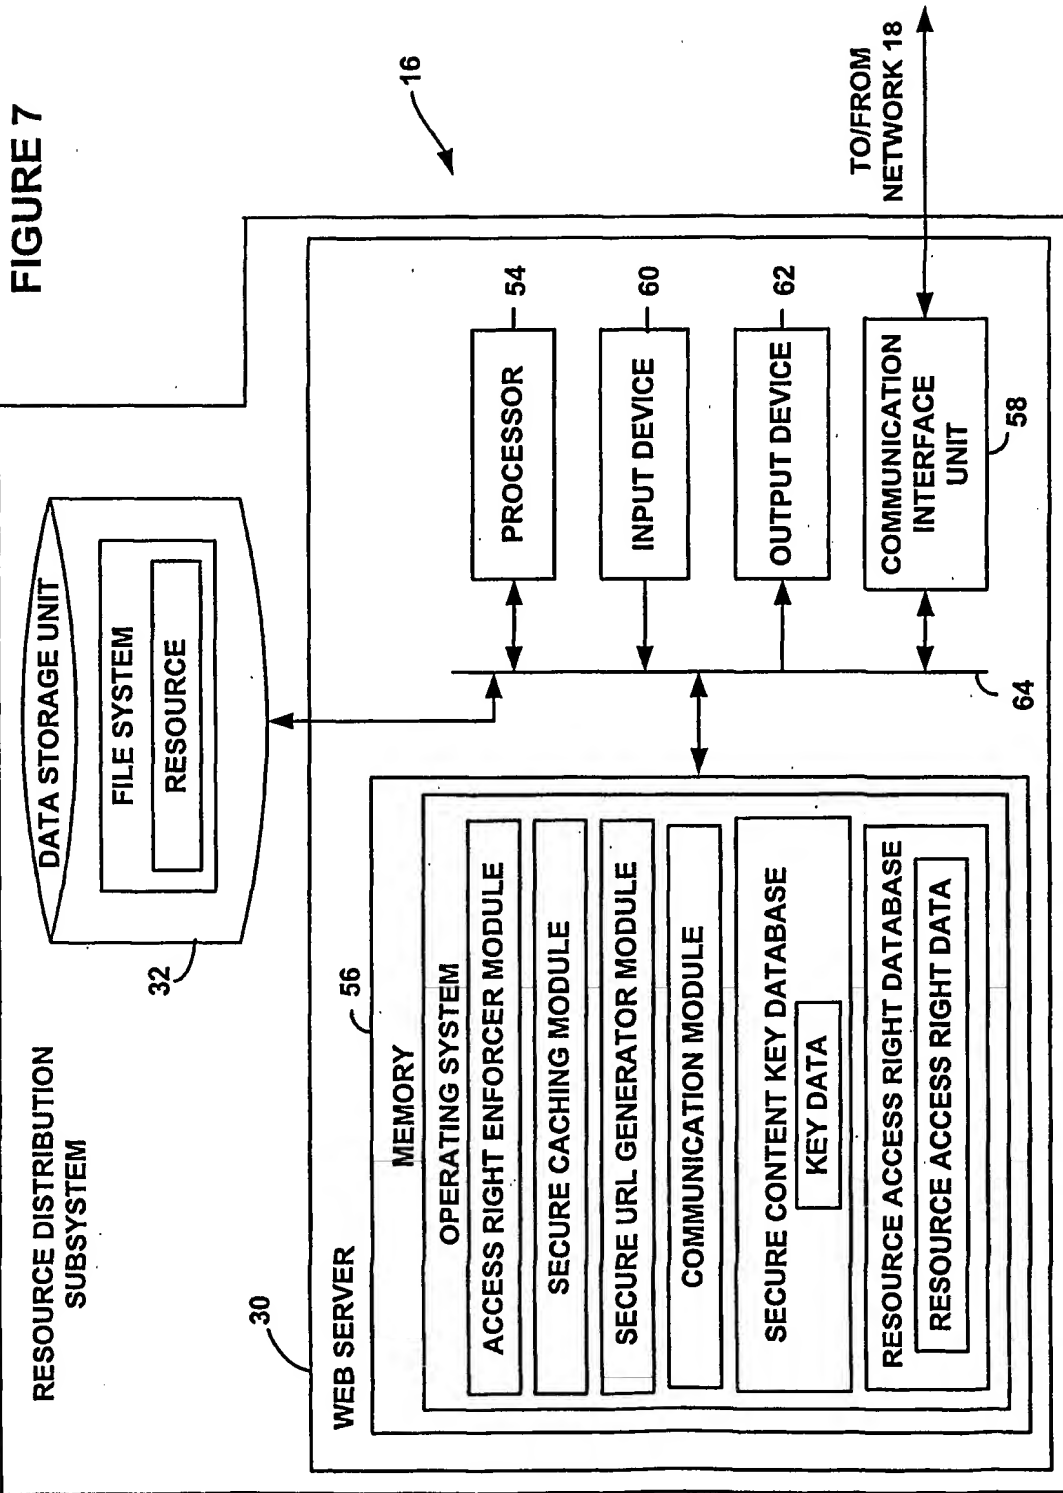 FIGURE 7
RESOURCE DISTRIBUTION
SUBSYSTEM
DATA STORAGE UNIT
FILE SYSTEM
RESOURCE
32
16
30
WEB SERVER
56
MEMORY
OPERATING SYSTEM
ACCESS RIGHT ENFORCER MODULE
SECURE CACHING MODULE
SECURE URL GENERATOR MODULE
COMMUNICATION MODULE
SECURE CONTENT KEY DATABASE
KEY DATA
RESOURCE ACCESS RIGHT DATABASE
RESOURCE ACCESS RIGHT DATA
PROCESSOR
54
INPUT DEVICE
60
OUTPUT DEVICE
62
COMMUNICATION
INTERFACE
UNIT
58
64
TO/FROM
NETWORK 18